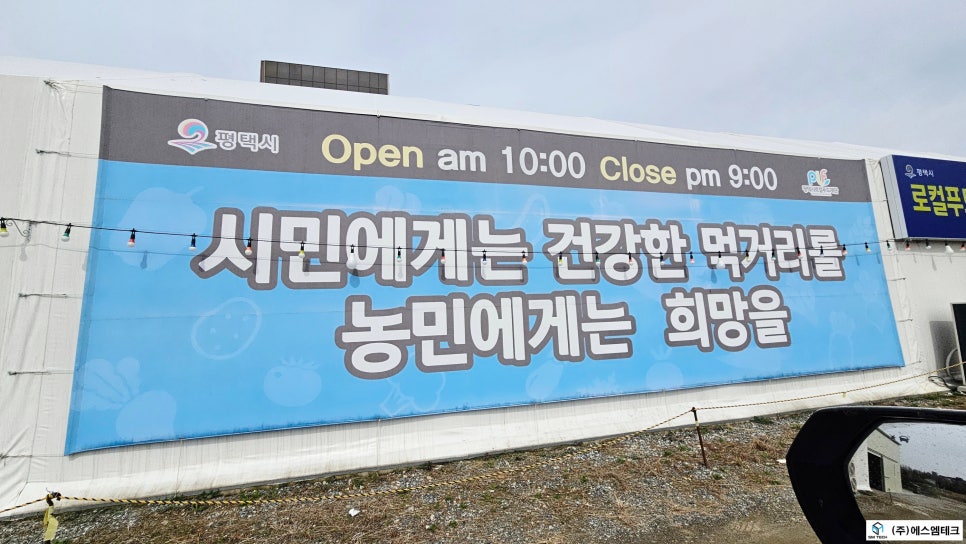 평택시
Open am 10:00 Close pm 9:00
시민에게는 건강한 먹거리를
농민에게는 희망을
평택시
로컬푸
(주)에스엠테크
SM TECH